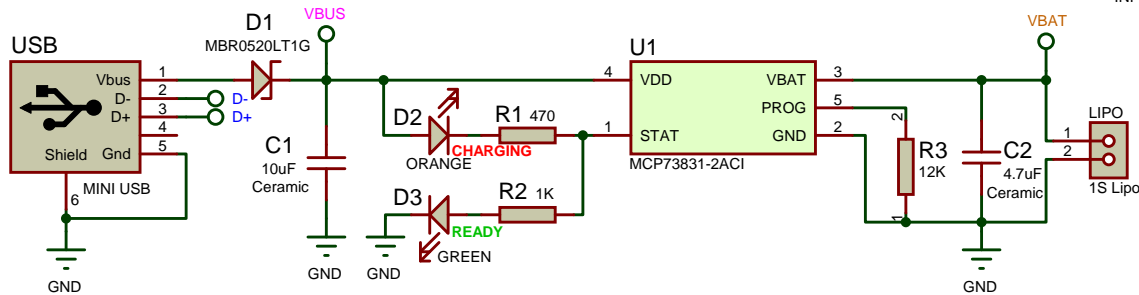 USB
Vbus
D-
D+
Shield
Gnd
1
2
3
4
5
6
MINI USB
GND
D-
D+
D1
MBR0520LT1G
VBUS
C1
10uF
Ceramic
GND
D2
ORANGE
CHARGING
R1 470
D3
GREEN
READY
R2 1K
GND
U1
4 VDD
1 STAT
VBAT 3
PROG 5
GND 2
MCP73831-2ACI
2
R3
12K
1
C2
4.7uF
Ceramic
GND
VBAT
LIPO
1
2
1S Lipo